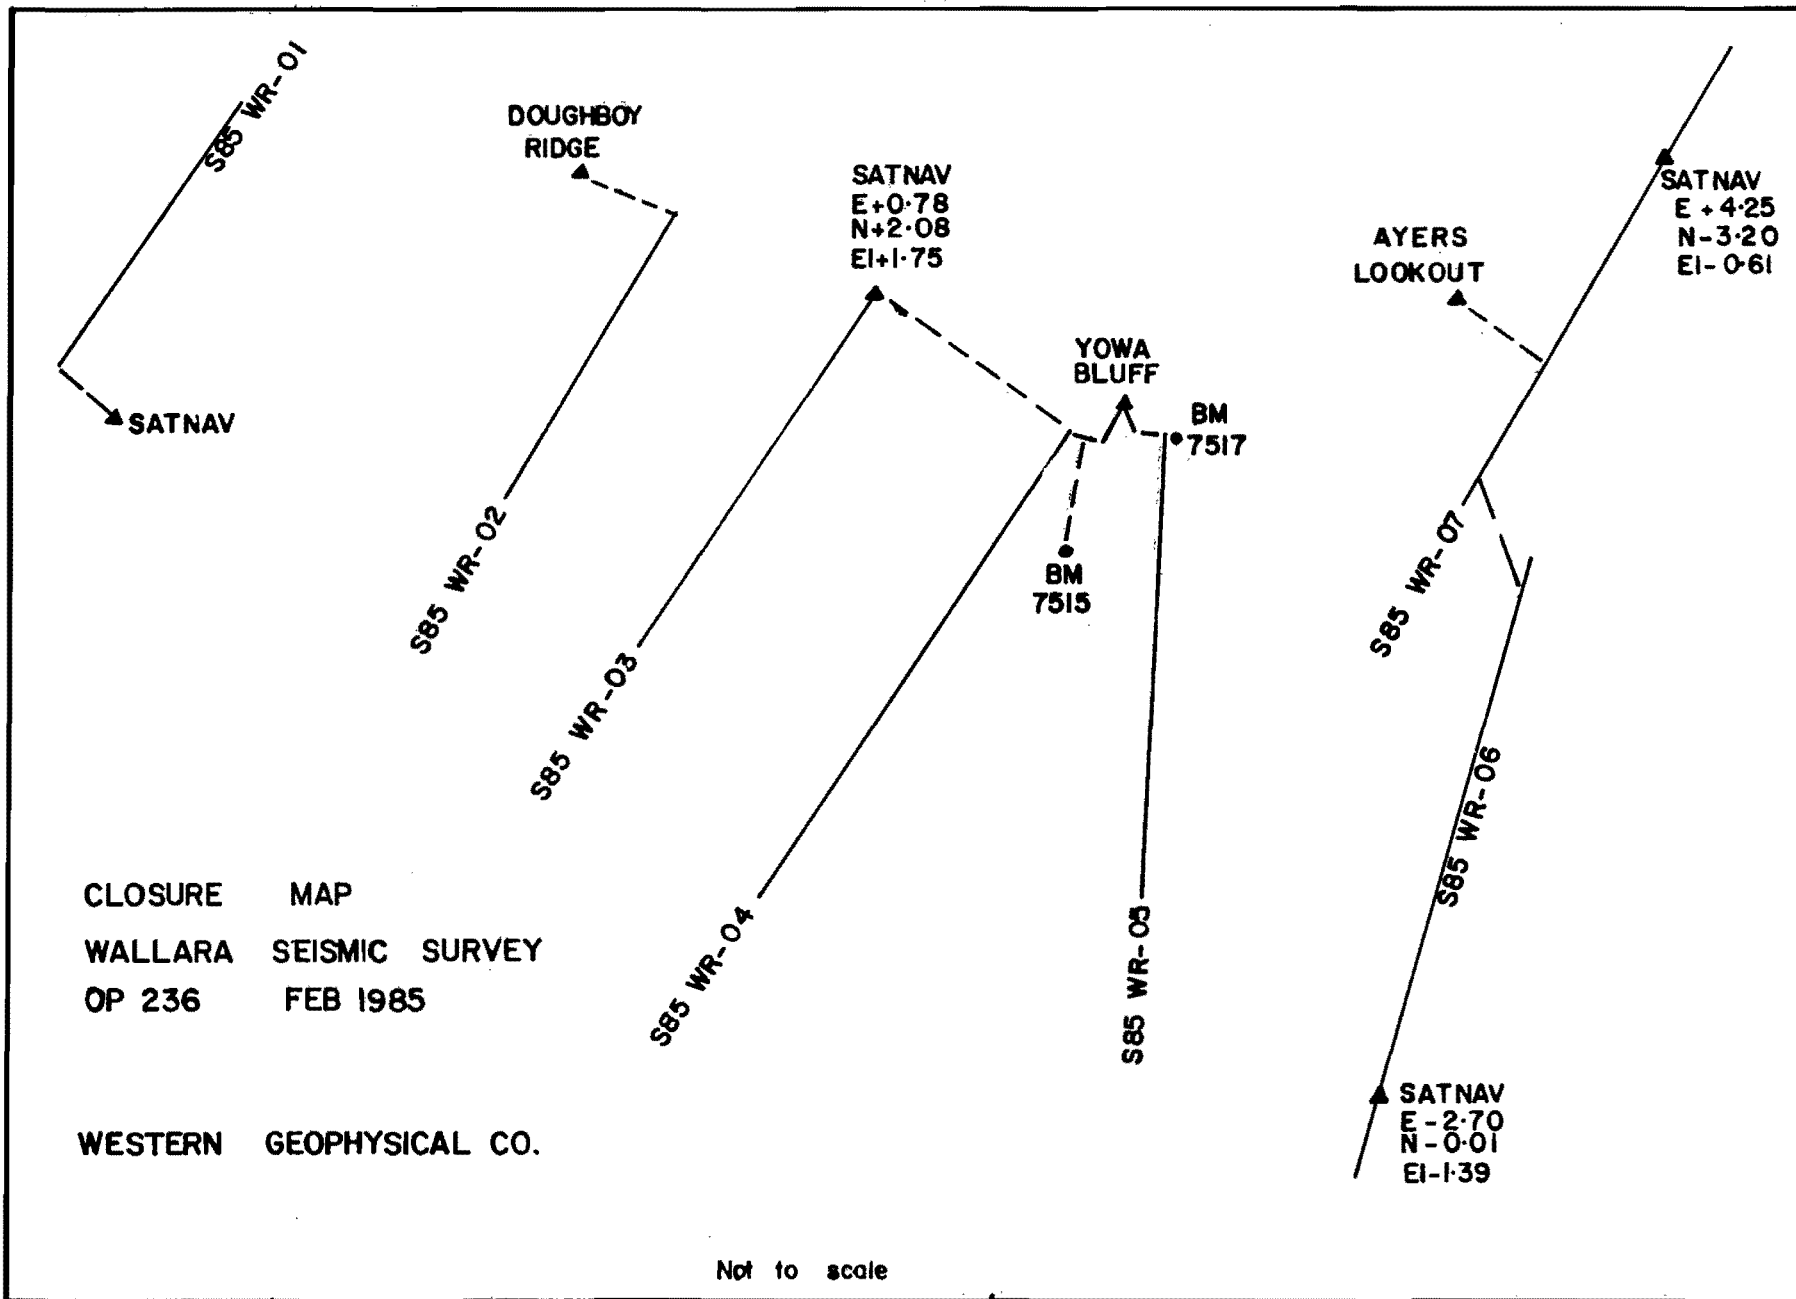 S85 WR-01
DOUGHBOY
RIDGE
SATNAV
E+0·78
N+2·08
El+1·75
SATNAV
E+4·25
N-3·20
El-0·61
AYERS
LOOKOUT
YOWA
BLUFF
BM
7517
SATNAV
BM
7515
S85 WR-02
S85 WR-03
S85 WR-04
S85 WR-05
S85 WR-07
S85 WR-06
CLOSURE MAP
WALLARA SEISMIC SURVEY
OP 236 FEB 1985
WESTERN GEOPHYSICAL CO.
SATNAV
E-2·70
N-0·01
El-1·39
Not to scale